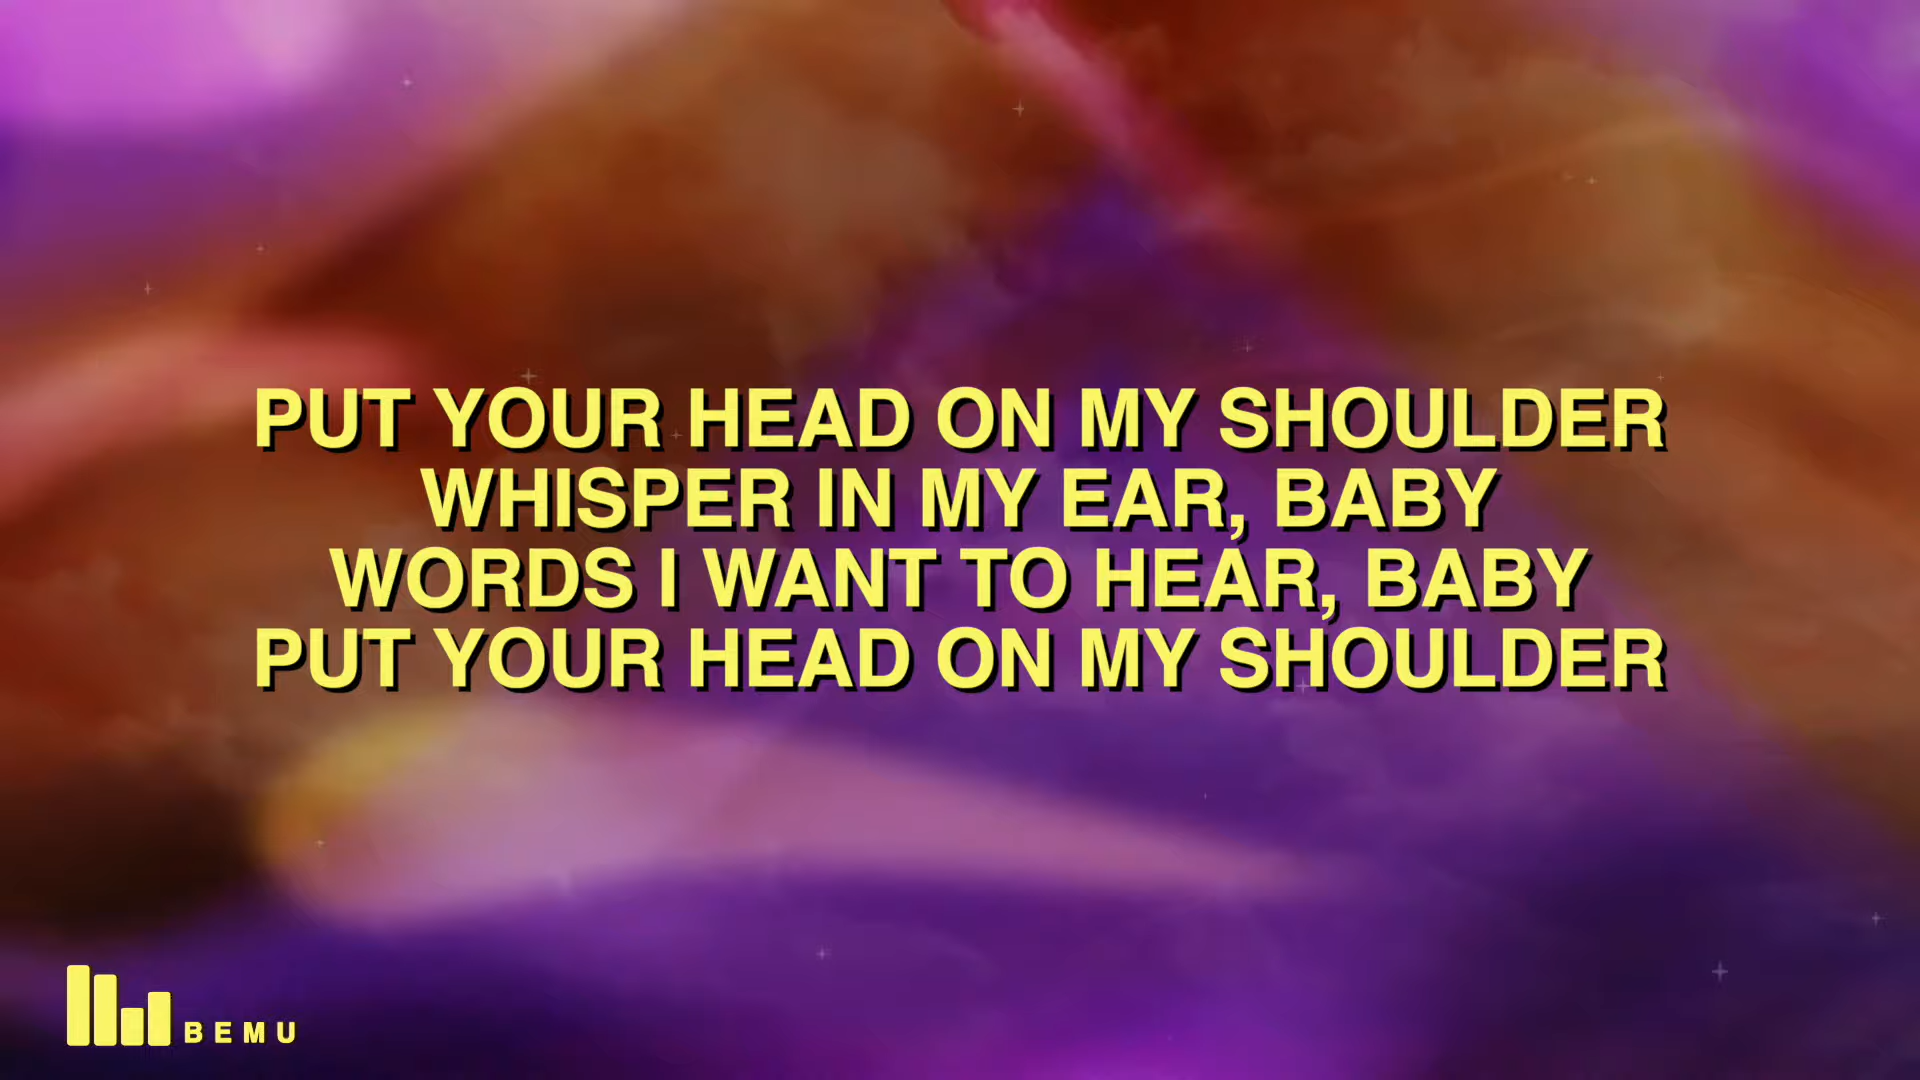 PUT YOUR HEAD ON MY SHOULDER
WHISPER IN MY EAR, BABY
WORDS I WANT TO HEAR, BABY
PUT YOUR HEAD ON MY SHOULDER
BEMU